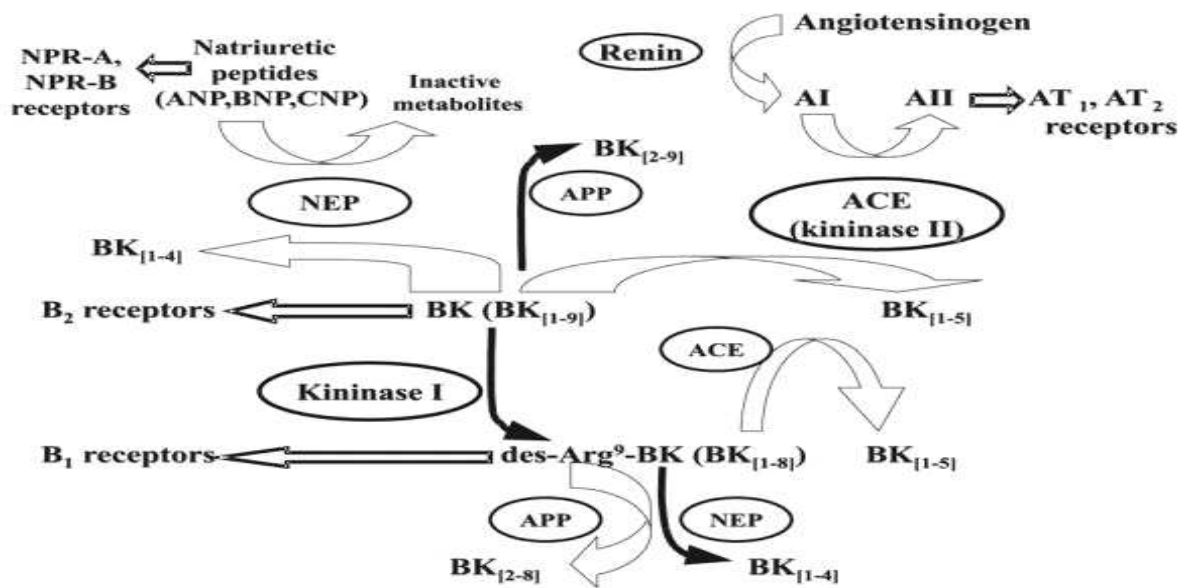 NPR-A,
NPR-B
receptors
Natriuretic
peptides
(ANP,BNP,CNP)
Inactive
metabolites
Renin
Angiotensinogen
AI
AII
AT 1, AT 2
receptors
BK[2-9]
APP
NEP
ACE
(kininase II)
BK[1-4]
B2 receptors
BK (BK[1-9])
BK[1-5]
ACE
Kininase I
B1 receptors
des-Arg⁹-BK (BK[1-8])
BK[1-5]
APP
NEP
BK[2-8]
BK[1-4]